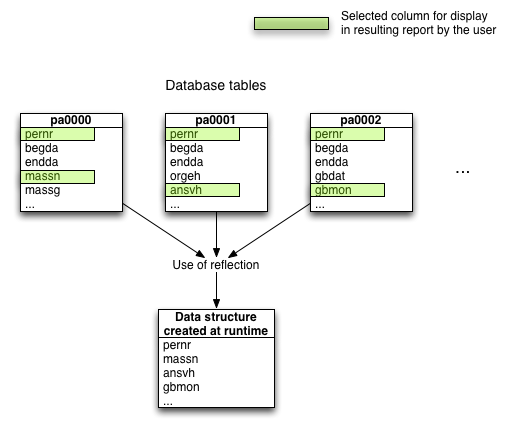 Selected column for display
in resulting report by the user
Database tables
pa0000
pernr
begda
endda
massn
massg
...
pa0001
pernr
begda
endda
orgeh
ansvh
...
pa0002
pernr
begda
endda
gbdat
gbmon
...
...
Use of reflection
Data structure
created at runtime
pernr
massn
ansvh
gbmon
...